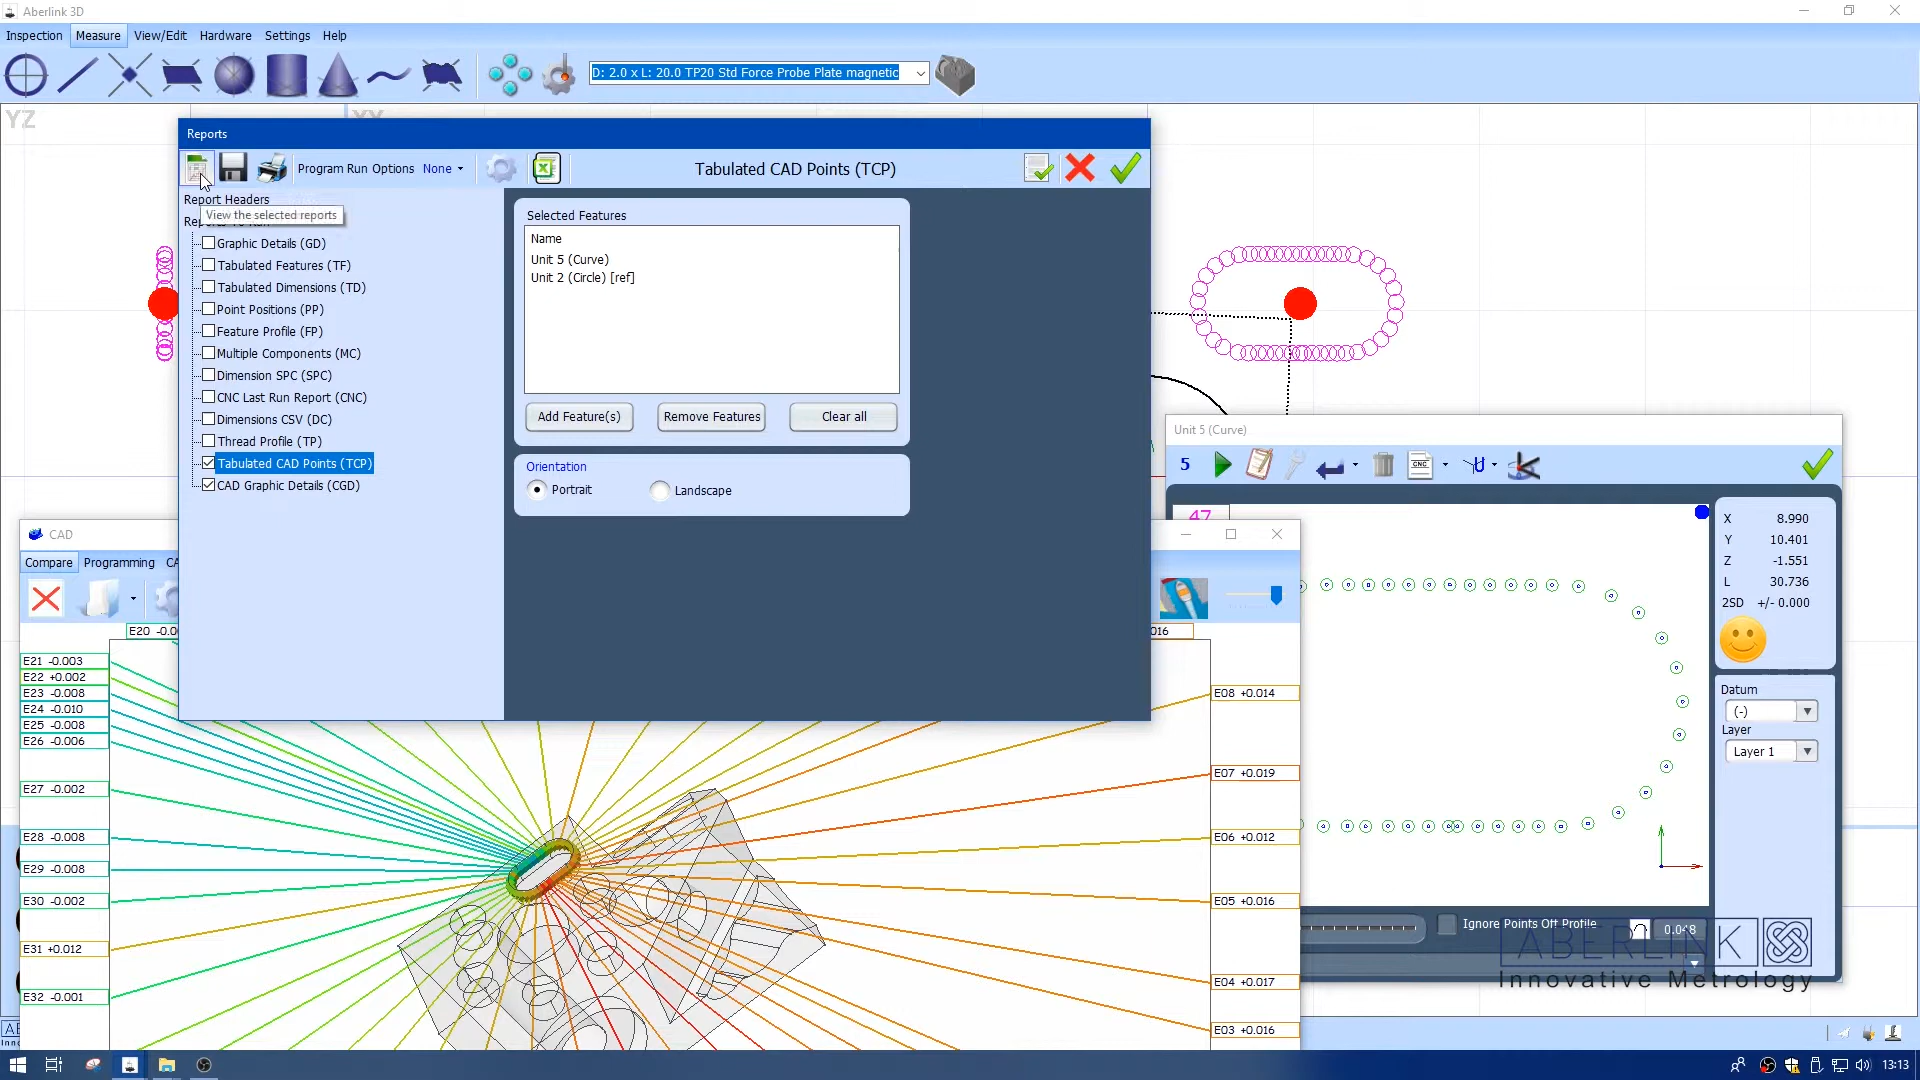 Aberlink 3D
Inspection Measure View/Edit Hardware Settings Help
D: 2.0 x L: 20.0 TP20 Std Force Probe Plate magnetic
YZ
Reports
Program Run Options None
Tabulated CAD Points (TCP)
Report Headers
View the selected reports
Graphic Details (GD)
Tabulated Features (TF)
Tabulated Dimensions (TD)
Point Positions (PP)
Feature Profile (FP)
Multiple Components (MC)
Dimension SPC (SPC)
CNC Last Run Report (CNC)
Dimensions CSV (DC)
Thread Profile (TP)
Tabulated CAD Points (TCP)
CAD Graphic Details (CGD)
Selected Features
Name
Unit 5 (Curve)
Unit 2 (Circle) [ref]
Add Feature(s) Remove Features Clear all
Orientation
Portrait Landscape
Unit 5 (Curve)
5
CNC
47
X 8.990
Y 10.401
Z -1.551
L 30.736
2SD +/- 0.000
Datum
(-)
Layer
Layer 1
Ignore Points Off Profile
0.048
ABERLINK
Innovative Metrology
CAD
Compare Programming
E21 -0.003
E22 +0.002
E23 -0.008
E24 -0.010
E25 -0.008
E26 -0.006
E27 -0.002
E28 -0.008
E29 -0.008
E30 -0.002
E31 +0.012
E32 -0.001
E08 +0.014
E07 +0.019
E06 +0.012
E05 +0.016
E04 +0.017
E03 +0.016
13:13